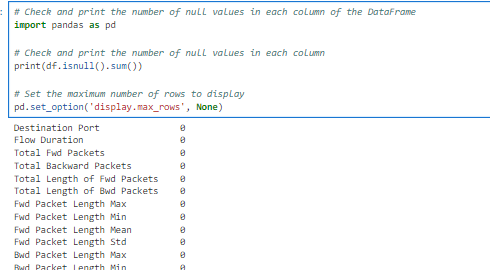 : # Check and print the number of null values in each column of the DataFrame
import pandas as pd
# Check and print the number of null values in each column
print(df.isnull().sum())
# Set the maximum number of rows to display
pd.set_option('display.max_rows', None)
Destination Port 0
Flow Duration 0
Total Fwd Packets 0
Total Backward Packets 0
Total Length of Fwd Packets 0
Total Length of Bwd Packets 0
Fwd Packet Length Max 0
Fwd Packet Length Min 0
Fwd Packet Length Mean 0
Fwd Packet Length Std 0
Bwd Packet Length Max 0
Bwd Packet Length Min 0